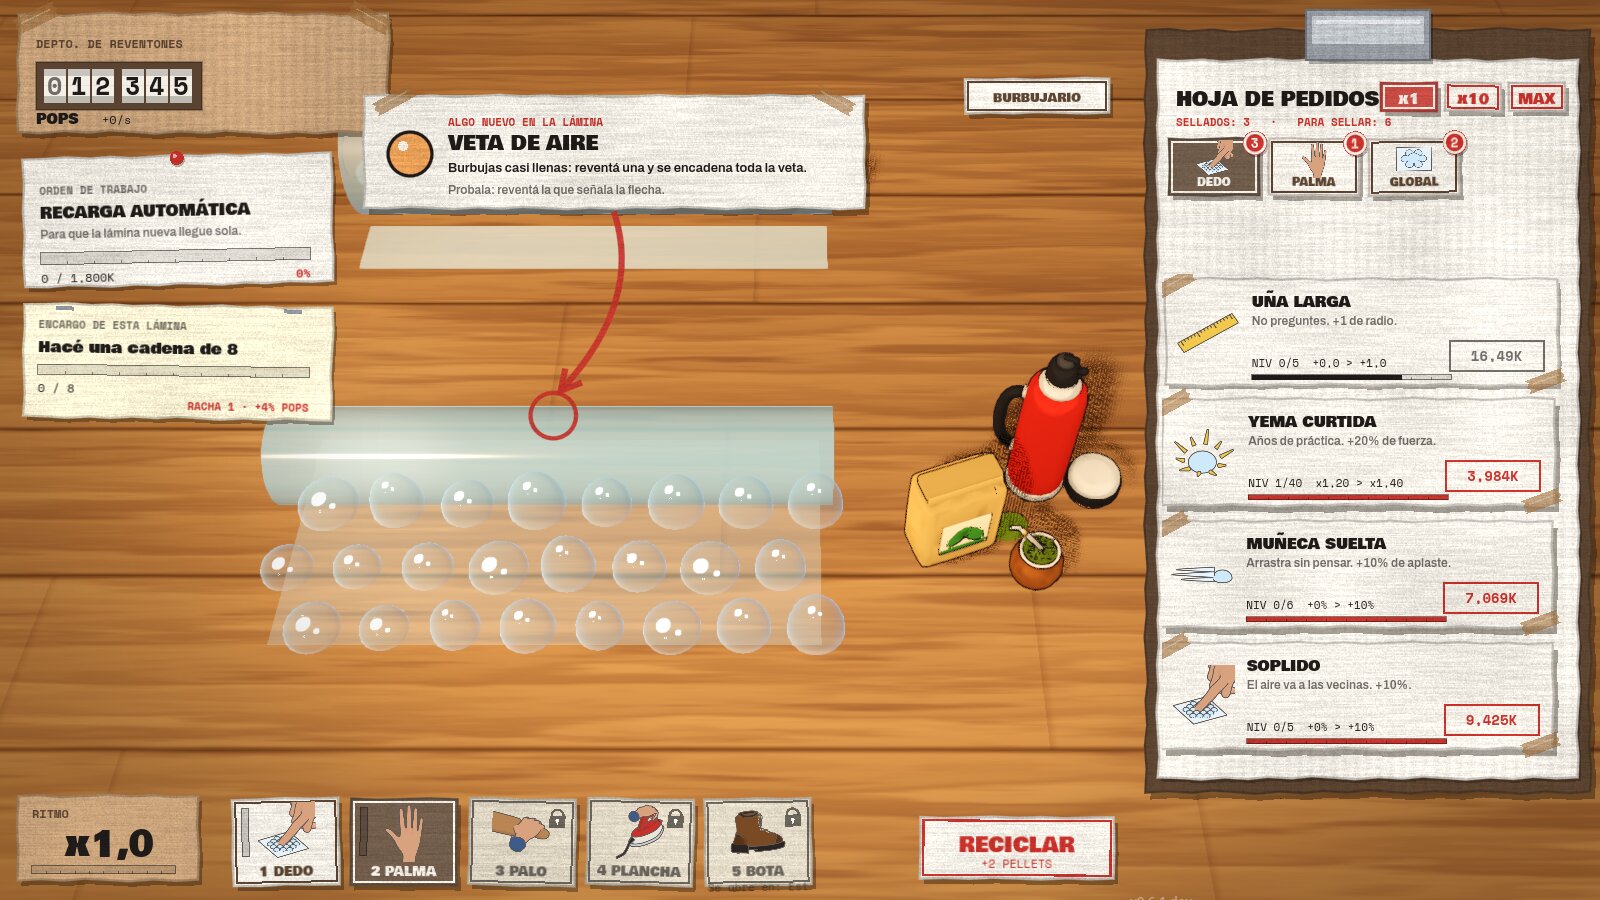 DEPTO. DE REVENTONES
012 345
POPS +0/s
ORDEN DE TRABAJO
RECARGA AUTOMÁTICA
Para que la lámina nueva llegue sola.
0 / 1.800K 0%
ENCARGO DE ESTA LÁMINA
Hacé una cadena de 8
0 / 8
RACHA 1 · +4% POPS
ALGO NUEVO EN LA LÁMINA
VETA DE AIRE
Burbujas casi llenas: reventá una y se encadena toda la veta.
Probala: reventá la que señala la flecha.
BURBUJARIO
HOJA DE PEDIDOS x1 x10 MAX
SELLADOS: 3 · PARA SELLAR: 6
DEDO 3 PALMA 1 GLOBAL 2
UÑA LARGA
No preguntes. +1 de radio.
NIV 0/5 +0,0 > +1,0
16,49K
YEMA CURTIDA
Años de práctica. +20% de fuerza.
NIV 1/40 x1,20 > x1,40
3,984K
MUÑECA SUELTA
Arrastra sin pensar. +10% de aplaste.
NIV 0/6 +0% > +10%
7,069K
SOPLIDO
El aire va a las vecinas. +10%.
NIV 0/5 +0% > +10%
9,425K
RITMO
x1,0
1 DEDO
2 PALMA
3 PALO
4 PLANCHA
5 BOTA
RECICLAR
+2 PELLETS